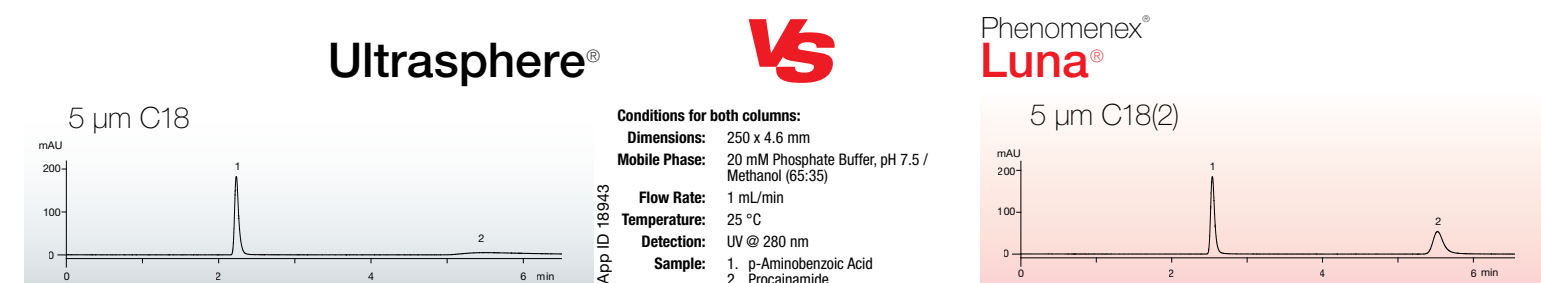 Ultrasphere®
VS
Phenomenex®
Luna®
5 µm C18
mAU
200
100
0
1
2
0
2
4
6 min
App ID 18943
Conditions for both columns:
Dimensions: 250 x 4.6 mm
Mobile Phase: 20 mM Phosphate Buffer, pH 7.5 /
Methanol (65:35)
Flow Rate: 1 mL/min
Temperature: 25 °C
Detection: UV @ 280 nm
Sample: 1. p-Aminobenzoic Acid
2. Procainamide
5 µm C18(2)
mAU
200
100
0
1
2
0
2
4
6 min